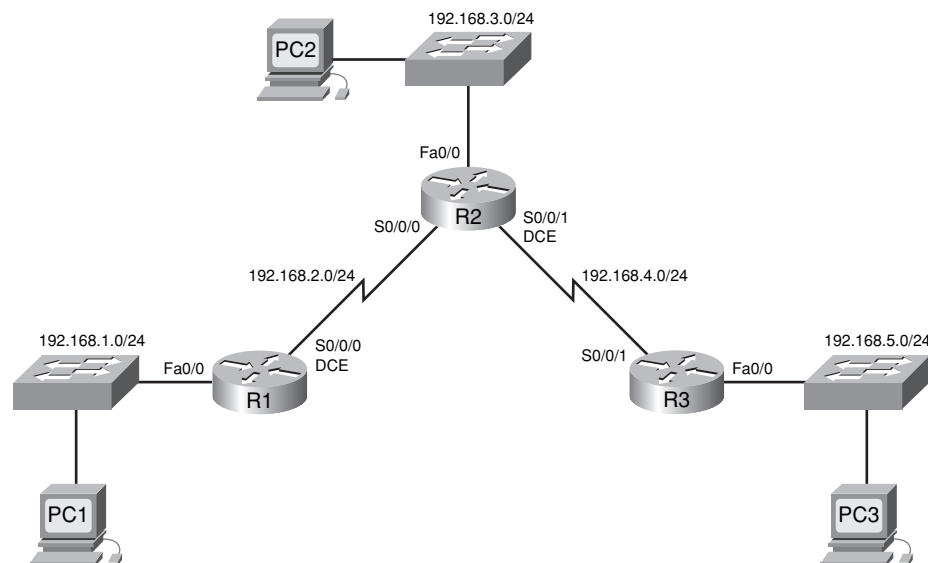 192.168.3.0/24
PC2
Fa0/0
R2
S0/0/0
S0/0/1
DCE
192.168.2.0/24
192.168.4.0/24
192.168.1.0/24
S0/0/0
DCE
Fa0/0
R1
S0/0/1
Fa0/0
R3
192.168.5.0/24
PC1
PC3